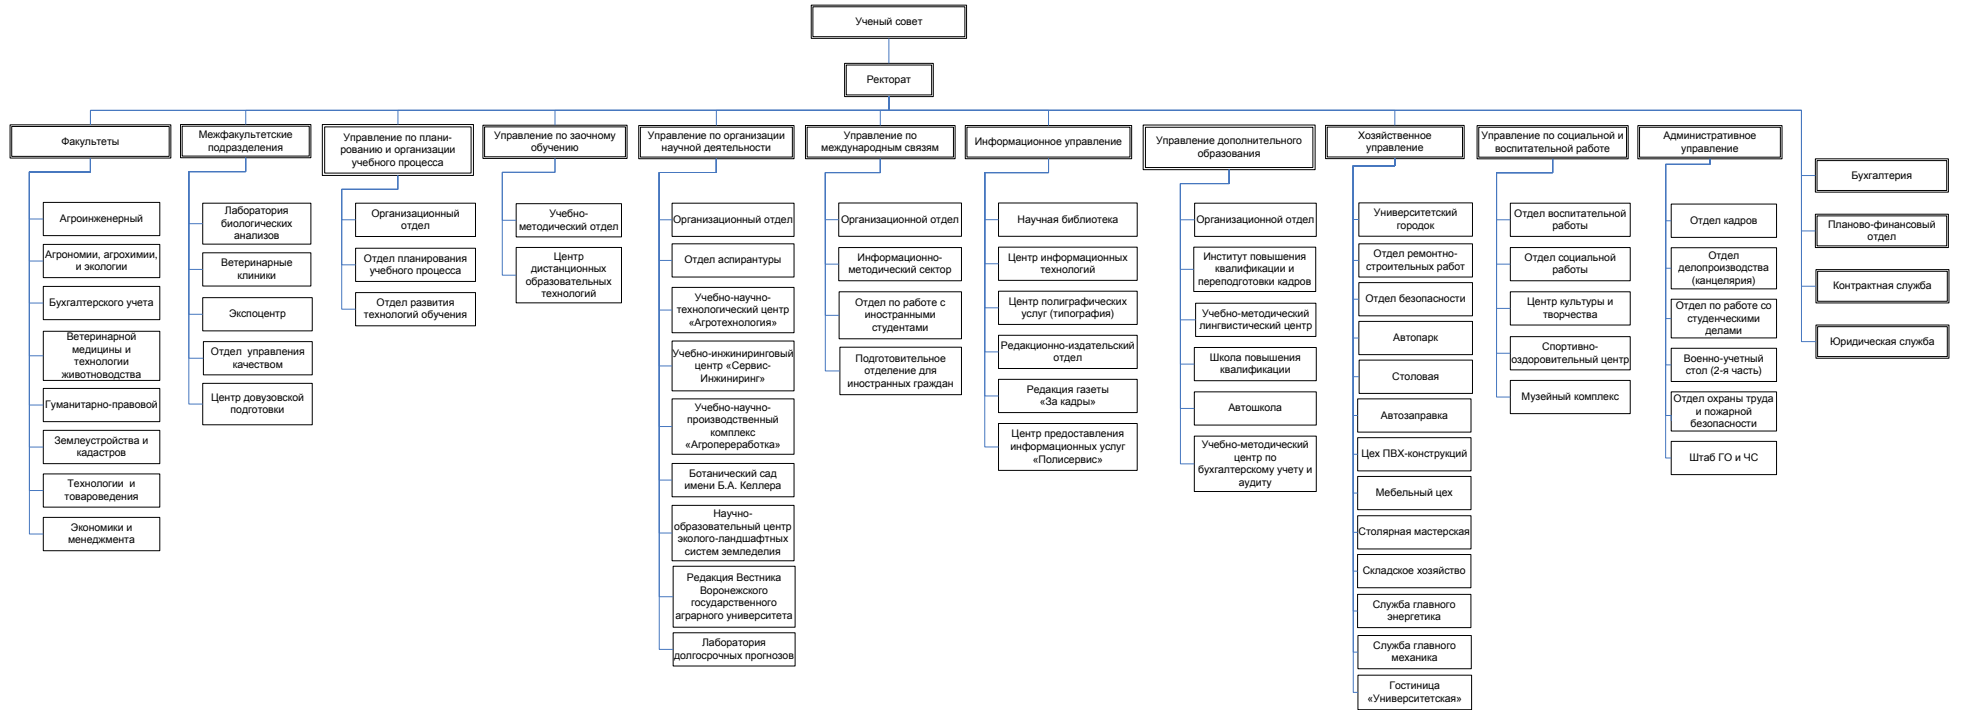 Ученый совет
Ректорат
Факультеты
Агроинженерный
Агрономии, агрохимии,
и экологии
Бухгалтерского учета
Ветеринарной
медицины и
технологии
животноводства
Гуманитарно-правовой
Землеустройства и
кадастров
Технологии и
товароведения
Экономики и
менеджмента
Межфакультетские
подразделения
Лаборатория
биологических
анализов
Ветеринарные
клиники
Экспоцентр
Отдел управления
качеством
Центр довузовской
подготовки
Управление по плани-
рованию и организации
учебного процесса
Организационный
отдел
Отдел планирования
учебного процесса
Отдел развития
технологий обучения
Управление по заочному
обучению
Учебно-
методический отдел
Центр
дистанционных
образовательных
технологий
Управление по организации
научной деятельности
Организационный отдел
Отдел аспирантуры
Учебно-научно-
технологический центр
«Агротехнология»
Учебно-инжиниринговый
центр «Сервис-
Инжиниринг»
Учебно-научно-
производственный
комплекс
«Агропереработка»
Ботанический сад
имени Б.А. Келлера
Научно-
образовательный центр
эколого-ландшафтных
систем земледелия
Редакция Вестника
Воронежского
государственного
аграрного университета
Лаборатория
долгосрочных прогнозов
Управление по
международным связям
Организационной отдел
Информационно-
методический сектор
Отдел по работе с
иностранными
студентами
Подготовительное
отделение для
иностранных граждан
Информационное управление
Научная библиотека
Центр информационных
технологий
Центр полиграфических
услуг (типография)
Редакционно-издательский
отдел
Редакция газеты
«За кадры»
Центр предоставления
информационных услуг
«Полисервис»
Управление дополнительного
образования
Организационной отдел
Институт повышения
квалификации и
переподготовки кадров
Учебно-методический
лингвистический центр
Школа повышения
квалификации
Автошкола
Учебно-методический
центр по
бухгалтерскому учету и
аудиту
Хозяйственное
управление
Университетский
городок
Отдел ремонтно-
строительных работ
Отдел безопасности
Автопарк
Столовая
Автозаправка
Цех ПВХ-конструкций
Мебельный цех
Столярная мастерская
Складское хозяйство
Служба главного
энергетика
Служба главного
механика
Гостиница
«Университетская»
Управление по социальной и
воспитательной работе
Отдел воспитательной
работы
Отдел социальной
работы
Центр культуры и
творчества
Спортивно-
оздоровительный центр
Музейный комплекс
Административное
управление
Отдел кадров
Отдел
делопроизводства
(канцелярия)
Отдел по работе со
студенческими
делами
Военно-учетный
стол (2-я часть)
Отдел охраны труда
и пожарной
безопасности
Штаб ГО и ЧС
Бухгалтерия
Планово-финансовый
отдел
Контрактная служба
Юридическая служба